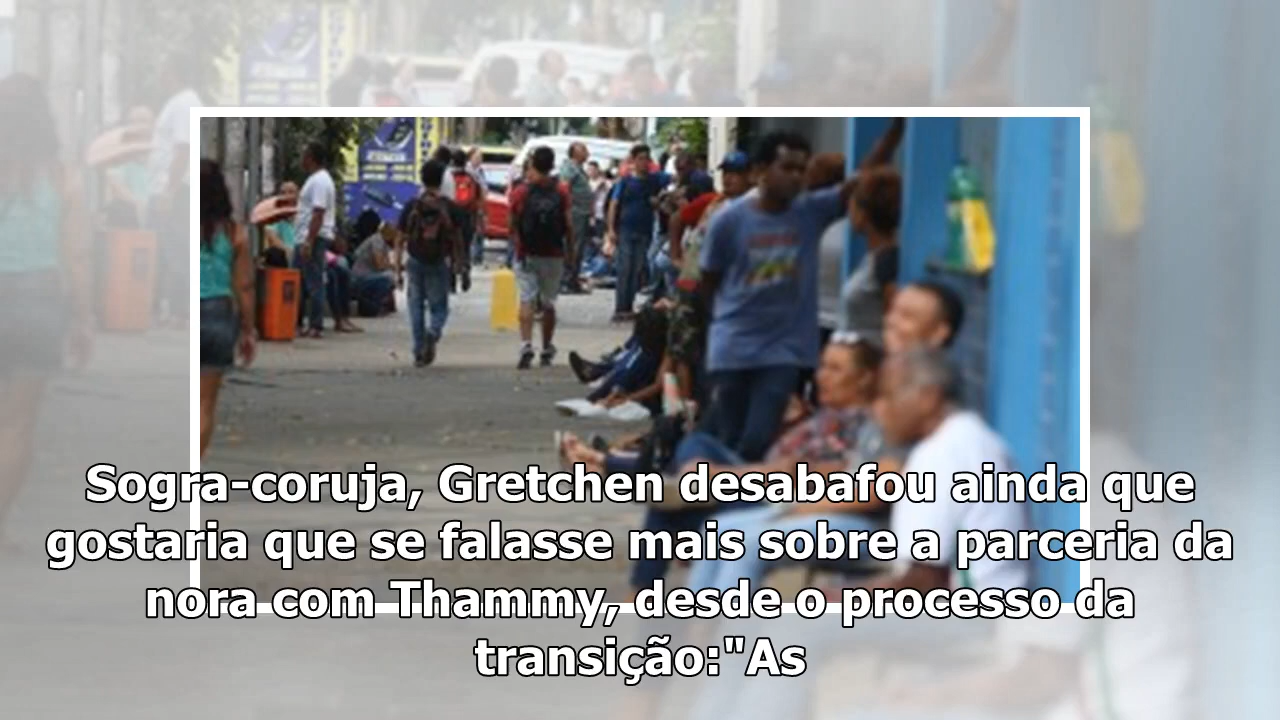 Sogra-coruja, Gretchen desabafou ainda que
gostaria que se falasse mais sobre a parceria da
nora com Thammy, desde o processo da
transição:"As